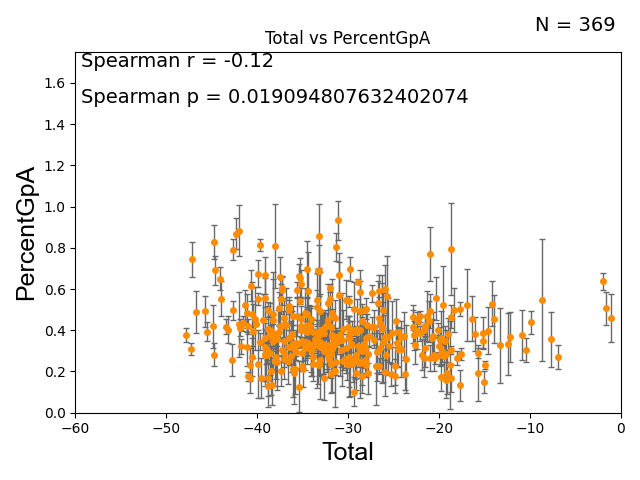 N = 369
Total vs PercentGpA
Spearman r = -0.12
Spearman p = 0.019094807632402074
PercentGpA
1.6
1.4
1.2
1.0
0.8
0.6
0.4
0.2
0.0
−60
−50
−40
−30
−20
−10
0
Total